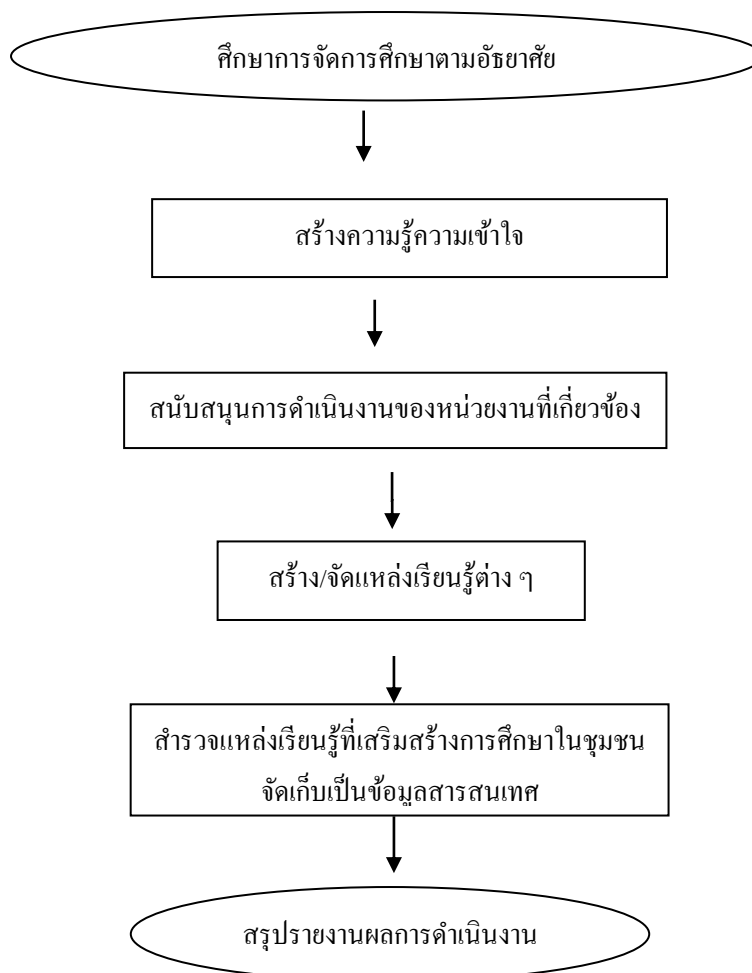 ศึกษาการจัดการศึกษาตามอัธยาศัย
สร้างความรู้ความเข้าใจ
สนับสนุนการดำเนินงานของหน่วยงานที่เกี่ยวข้อง
สร้าง/จัดแหล่งเรียนรู้ต่าง ๆ
สำรวจแหล่งเรียนรู้ที่เสริมสร้างการศึกษาในชุมชน
จัดเก็บเป็นข้อมูลสารสนเทศ
สรุปรายงานผลการดำเนินงาน